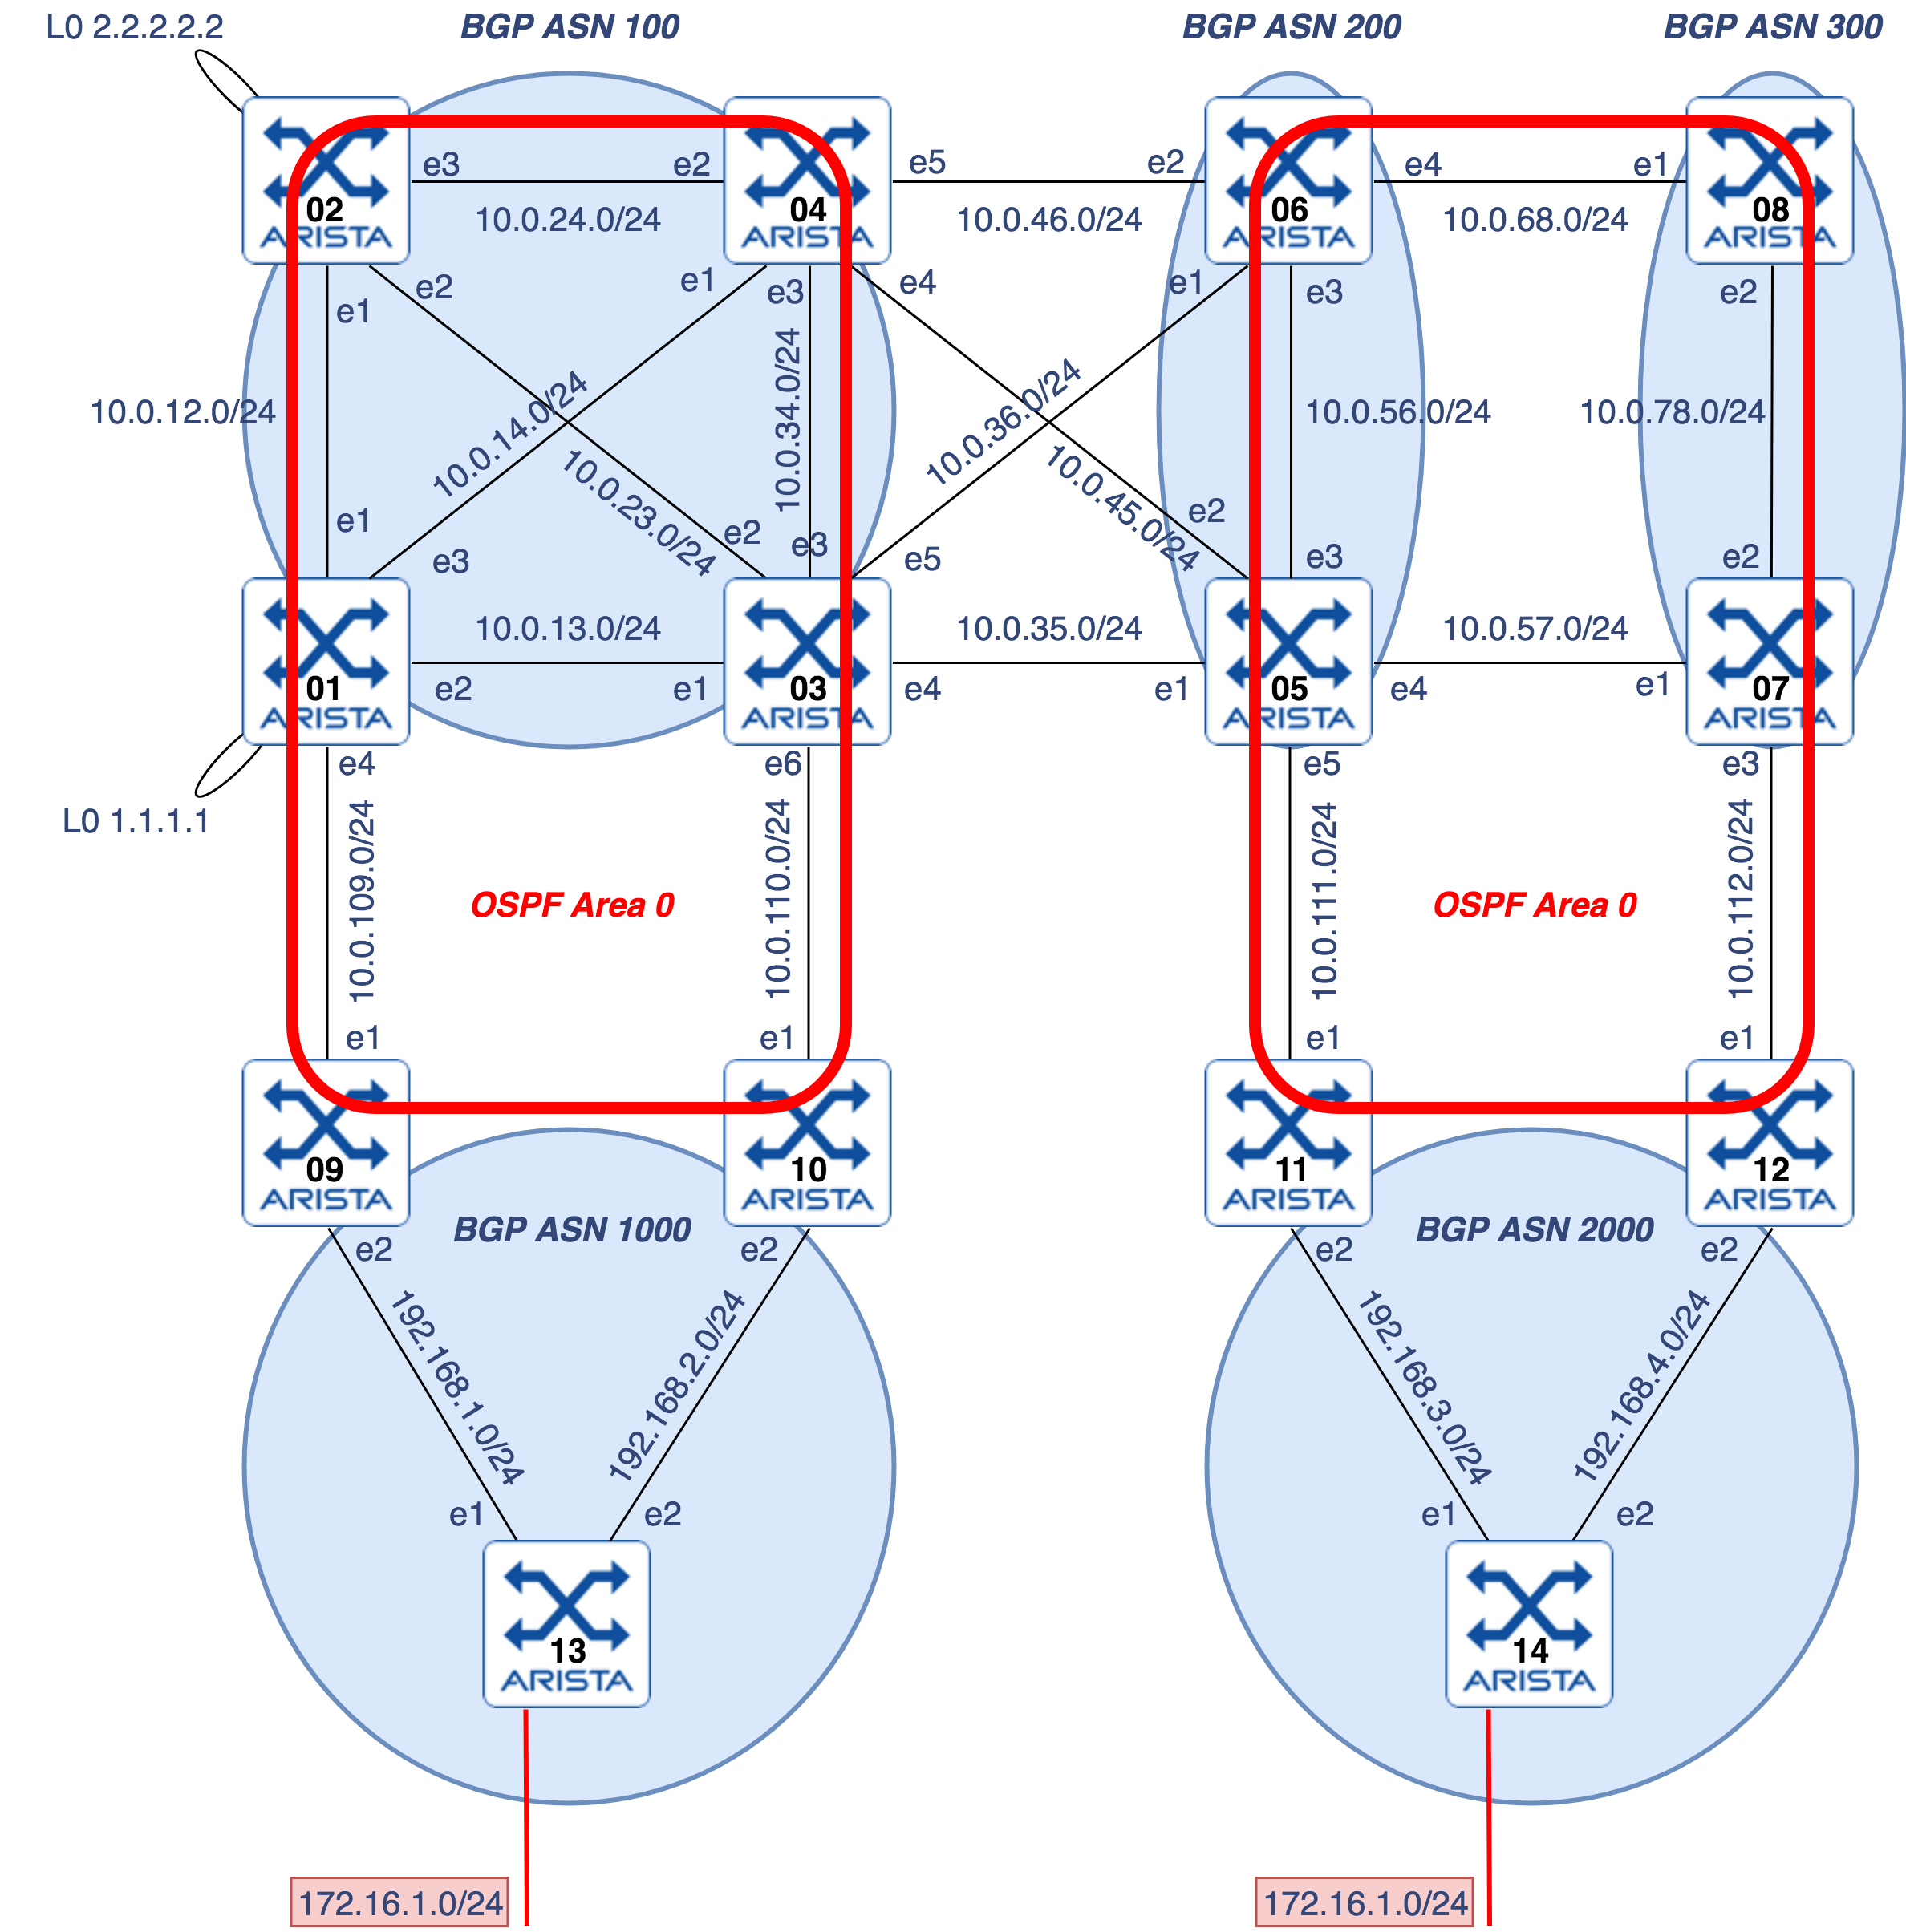 L0 2.2.2.2.2
BGP ASN 100
BGP ASN 200
BGP ASN 300
02
ARISTA
e3
e2
10.0.24.0/24
04
ARISTA
e5
e2
10.0.46.0/24
06
ARISTA
e4
e1
10.0.68.0/24
08
ARISTA
e1
e2
e1
e3
e4
e1
e3
e2
10.0.12.0/24
10.0.14.0/24
10.0.23.0/24
10.0.34.0/24
10.0.36.0/24
10.0.45.0/24
10.0.56.0/24
10.0.78.0/24
e1
e3
e2
e3
e5
e2
e3
e2
01
ARISTA
10.0.13.0/24
e2
e1
03
ARISTA
10.0.35.0/24
e4
e1
05
ARISTA
10.0.57.0/24
e4
e1
07
ARISTA
L0 1.1.1.1
e4
e6
e5
e3
10.0.109.0/24
10.0.110.0/24
10.0.111.0/24
10.0.112.0/24
OSPF Area 0
OSPF Area 0
e1
e1
e1
e1
09
ARISTA
10
ARISTA
11
ARISTA
12
ARISTA
BGP ASN 1000
BGP ASN 2000
e2
e2
e2
e2
192.168.1.0/24
192.168.2.0/24
192.168.3.0/24
192.168.4.0/24
e1
e2
e1
e2
13
ARISTA
14
ARISTA
172.16.1.0/24
172.16.1.0/24